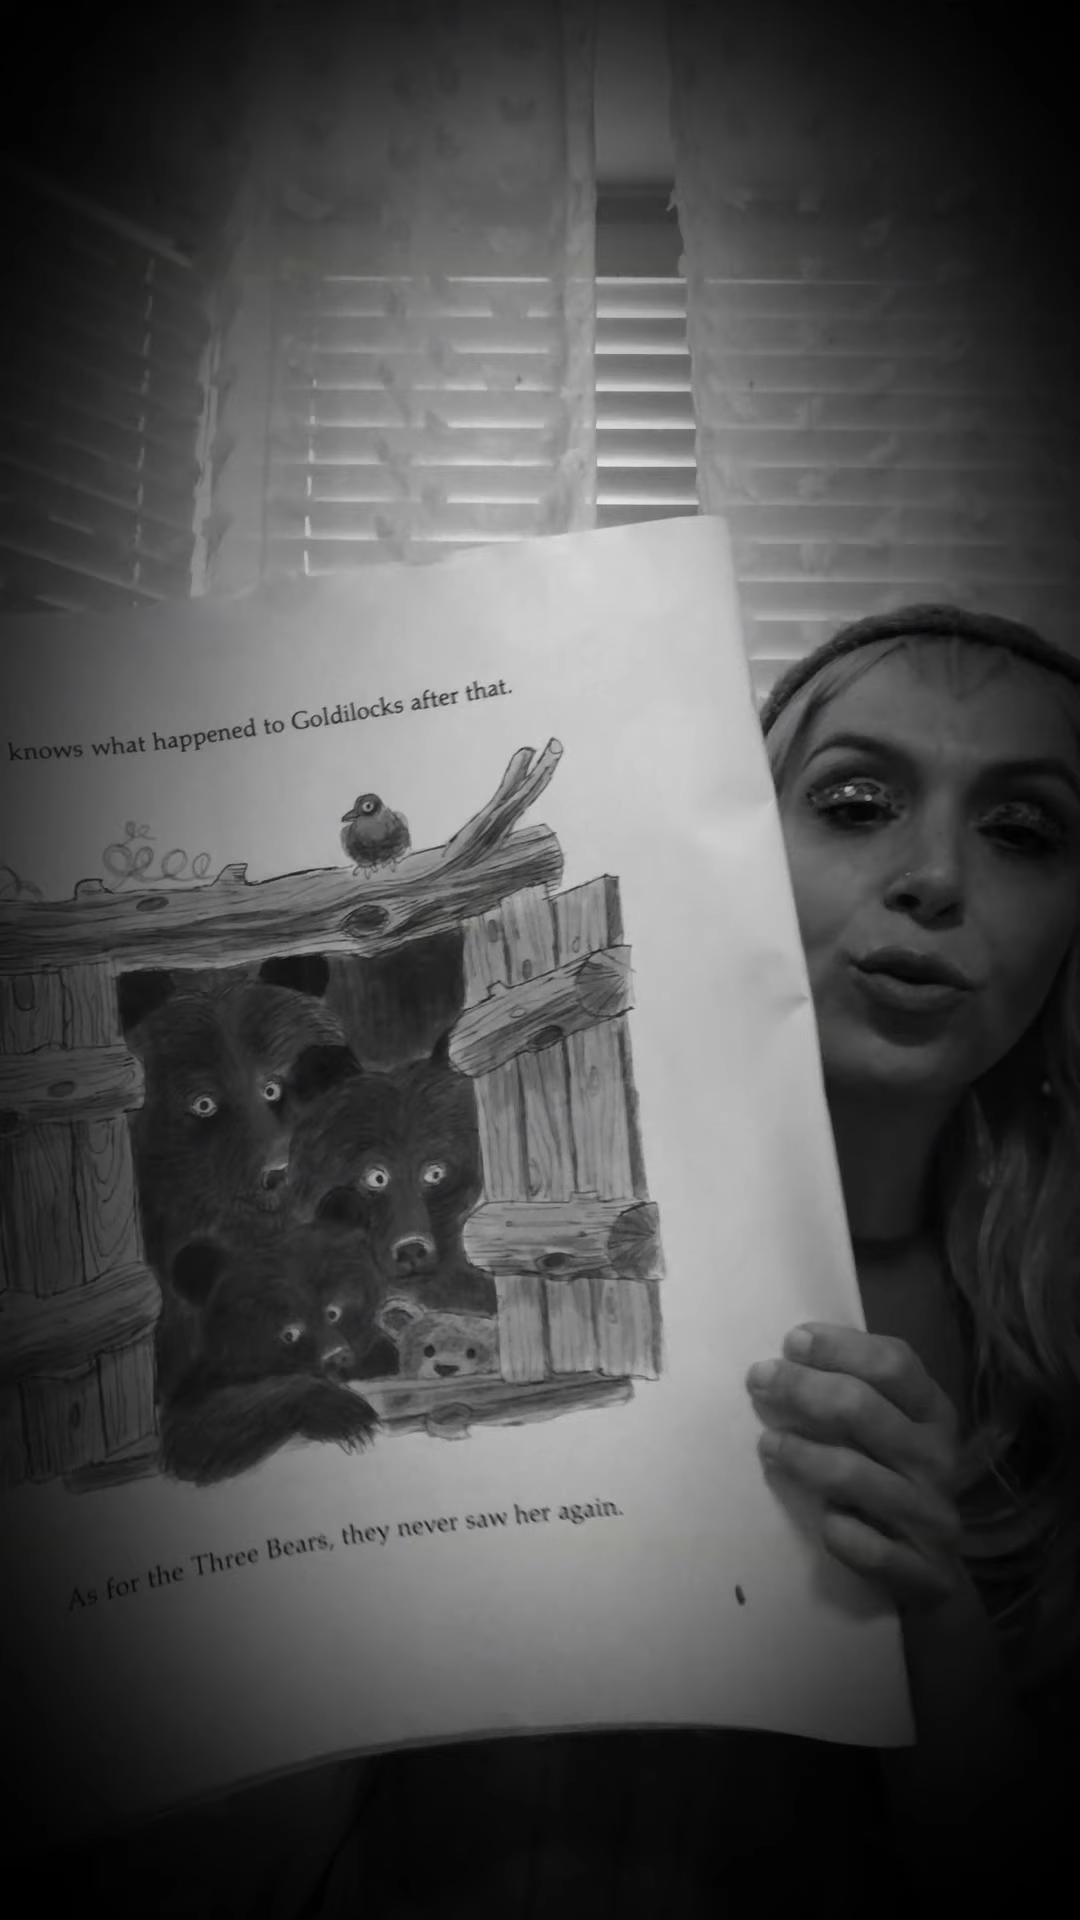 knows what happened to Goldilocks after that.
As for the Three Bears, they never saw her again.